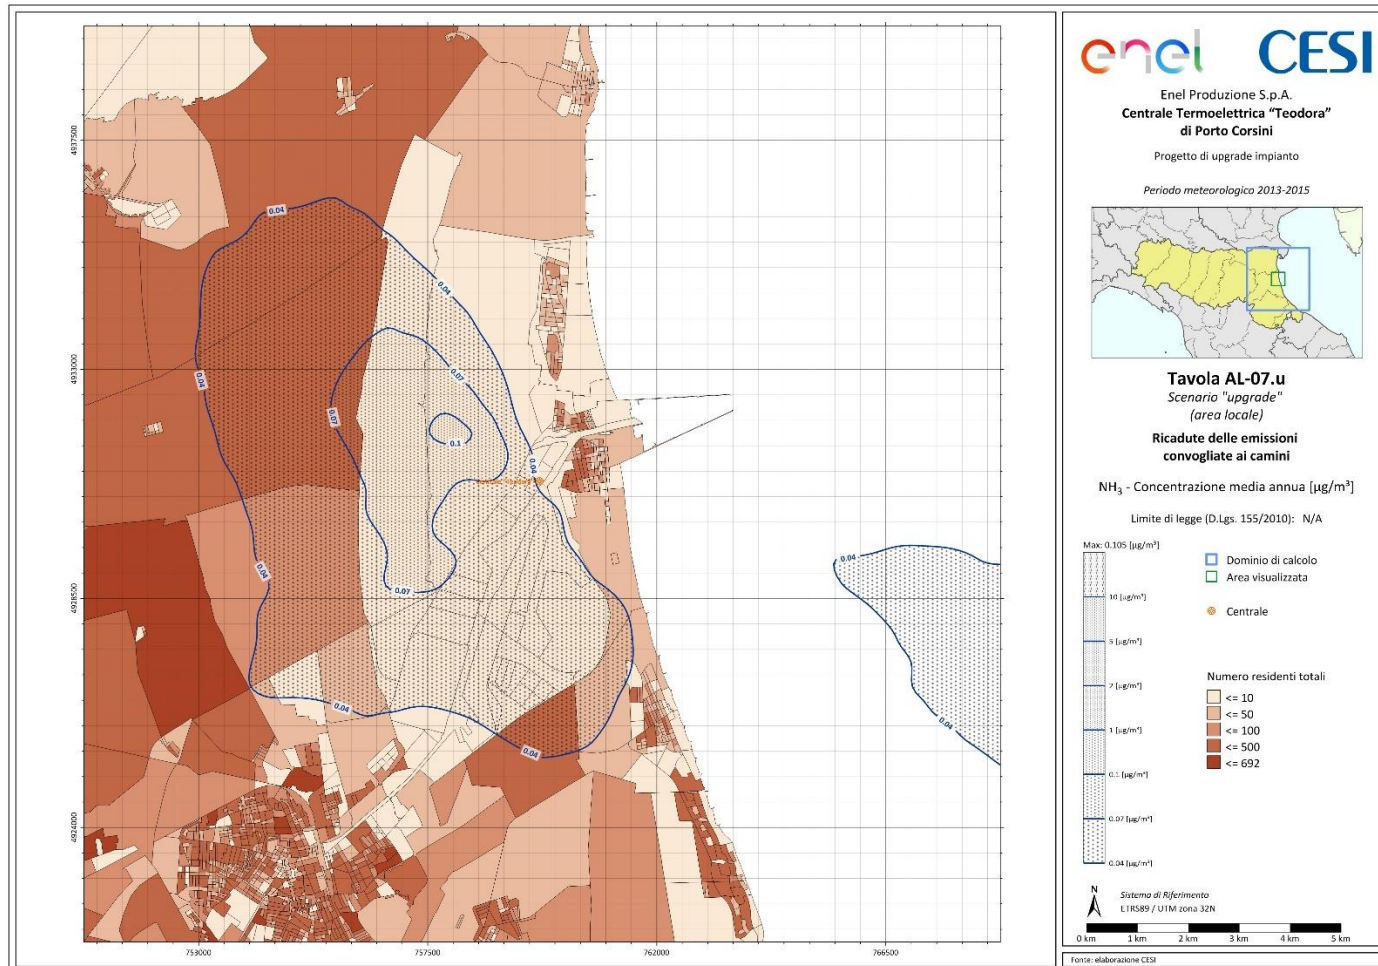 enel CESI
Enel Produzione S.p.A.
Centrale Termoelettrica “Teodora”
di Porto Corsini
Progetto di upgrade impianto
Periodo meteorologico 2013-2015
Tavola AL-07.u
Scenario "upgrade"
(area locale)
Ricadute delle emissioni
convogliate ai camini
NH₃ - Concentrazione media annua [µg/m³]
Limite di legge (D.Lgs. 155/2010): N/A
Max: 0.105 [µg/m³]
10 [µg/m³]
5 [µg/m³]
2 [µg/m³]
1 [µg/m³]
0.1 [µg/m³]
0.07 [µg/m³]
0.04 [µg/m³]
Dominio di calcolo
Area visualizzata
Centrale
Numero residenti totali
<= 10
<= 50
<= 100
<= 500
<= 692
N
Sistema di Riferimento
ETRS89 / UTM zona 32N
0 km 1 km 2 km 3 km 4 km 5 km
Fonte: elaborazione CESI
4937500
4933000
4928500
4924000
753000 757500 762000 766500
0.04
0.04
0.07
0.04
0.07
0.1
0.04
0.04
0.04
0.07
0.04
0.04
0.04